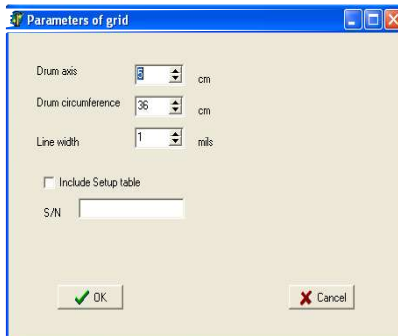 Parameters of grid
Drum axis 5 cm
Drum circumference 36 cm
Line width 1 mils
Include Setup table
S/N
OK Cancel